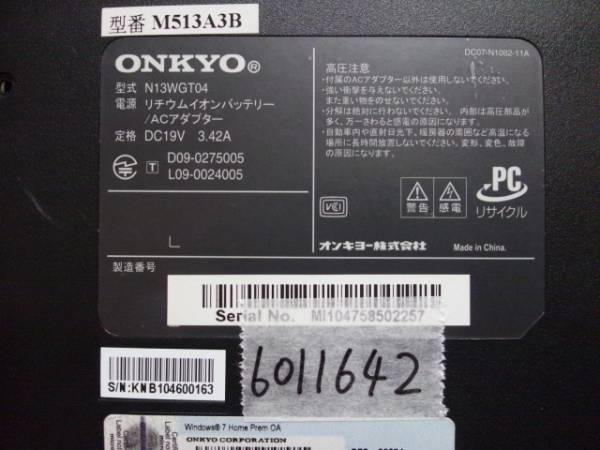 型番 M513A3B
DC07-N1082-11A
ONKYO®
型式 N13WGT04
電源 リチウムイオンバッテリー
/ACアダプター
定格 DC19V 3.42A
T D09-0275005
L09-0024005
高圧注意
・付属のACアダプター以外は使用しないでください。
・強い衝撃を与えないでください。
また重い物をのせないでください。
・分解は絶対に行わないください。内部は高圧部品が
多く、万一さわると感電の原因になります。
・自動車内や直射日光下、暖房器の周囲など高温になる
場所に長時間放置しないでください。変形、変色、故障
の原因になります。
VCI
警告 感電
PC
リサイクル
オンキヨー株式会社
Made in China.
製造番号
Serial No. MI104758502257
S/N:KNB104600163
6011642
Windows® 7 Home Prem OA
ONKYO CORPORATION